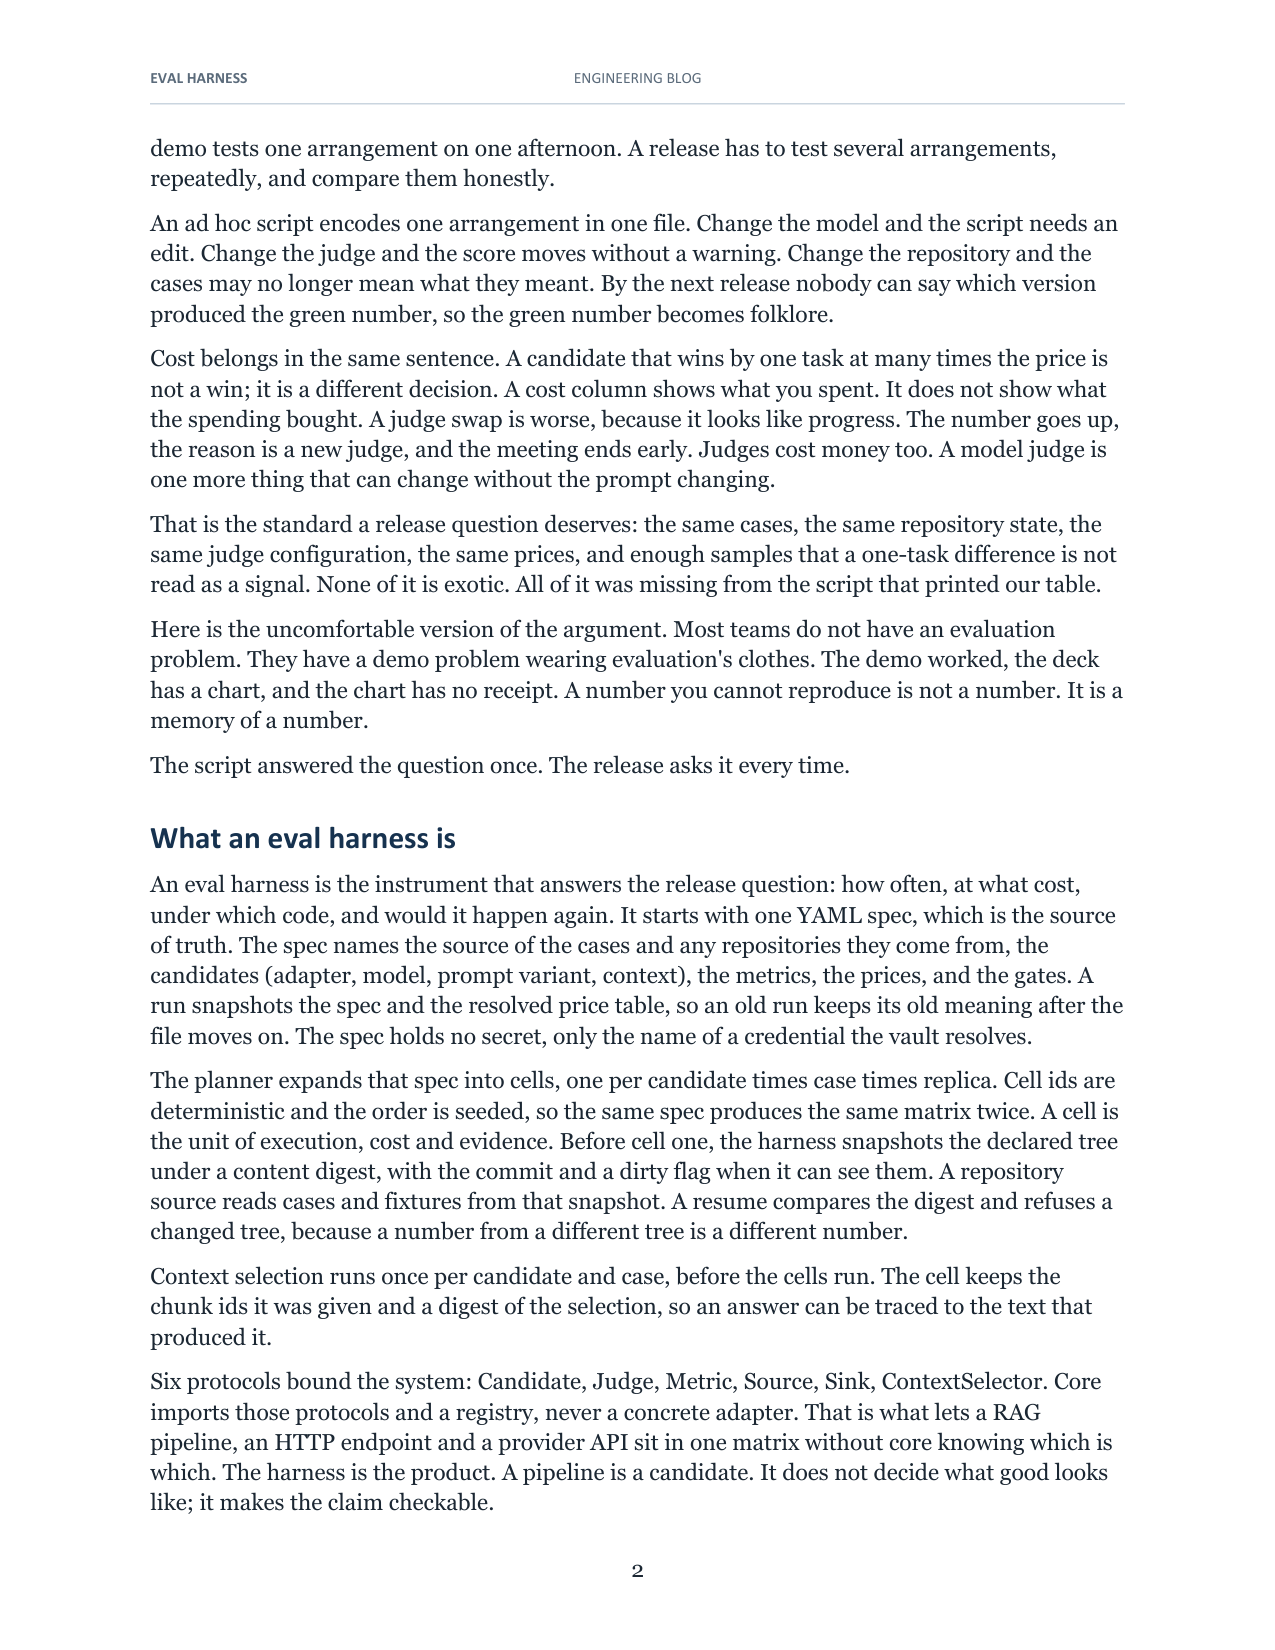 EVAL HARNESS
ENGINEERING BLOG
demo tests one arrangement on one afternoon. A release has to test several arrangements,
repeatedly, and compare them honestly.
An ad hoc script encodes one arrangement in one file. Change the model and the script needs an
edit. Change the judge and the score moves without a warning. Change the repository and the
cases may no longer mean what they meant. By the next release nobody can say which version
produced the green number, so the green number becomes folklore.
Cost belongs in the same sentence. A candidate that wins by one task at many times the price is
not a win; it is a different decision. A cost column shows what you spent. It does not show what
the spending bought. A judge swap is worse, because it looks like progress. The number goes up,
the reason is a new judge, and the meeting ends early. Judges cost money too. A model judge is
one more thing that can change without the prompt changing.
That is the standard a release question deserves: the same cases, the same repository state, the
same judge configuration, the same prices, and enough samples that a one-task difference is not
read as a signal. None of it is exotic. All of it was missing from the script that printed our table.
Here is the uncomfortable version of the argument. Most teams do not have an evaluation
problem. They have a demo problem wearing evaluation's clothes. The demo worked, the deck
has a chart, and the chart has no receipt. A number you cannot reproduce is not a number. It is a
memory of a number.
The script answered the question once. The release asks it every time.
What an eval harness is
An eval harness is the instrument that answers the release question: how often, at what cost,
under which code, and would it happen again. It starts with one YAML spec, which is the source
of truth. The spec names the source of the cases and any repositories they come from, the
candidates (adapter, model, prompt variant, context), the metrics, the prices, and the gates. A
run snapshots the spec and the resolved price table, so an old run keeps its old meaning after the
file moves on. The spec holds no secret, only the name of a credential the vault resolves.
The planner expands that spec into cells, one per candidate times case times replica. Cell ids are
deterministic and the order is seeded, so the same spec produces the same matrix twice. A cell is
the unit of execution, cost and evidence. Before cell one, the harness snapshots the declared tree
under a content digest, with the commit and a dirty flag when it can see them. A repository
source reads cases and fixtures from that snapshot. A resume compares the digest and refuses a
changed tree, because a number from a different tree is a different number.
Context selection runs once per candidate and case, before the cells run. The cell keeps the
chunk ids it was given and a digest of the selection, so an answer can be traced to the text that
produced it.
Six protocols bound the system: Candidate, Judge, Metric, Source, Sink, ContextSelector. Core
imports those protocols and a registry, never a concrete adapter. That is what lets a RAG
pipeline, an HTTP endpoint and a provider API sit in one matrix without core knowing which is
which. The harness is the product. A pipeline is a candidate. It does not decide what good looks
like; it makes the claim checkable.
2